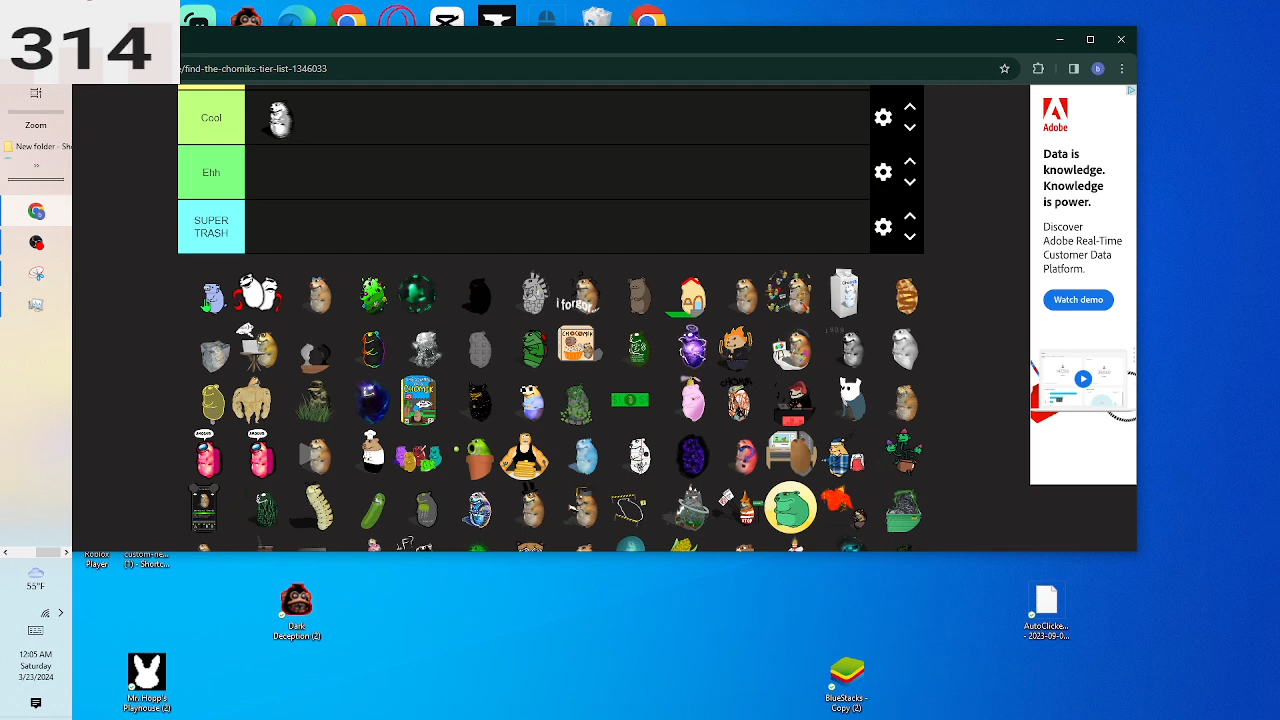 314
e/find-the-chomiks-tier-list-1346033
Zoom
New folder - Sho
Cool
Ehh
SUPER
TRASH
i forgor
Adobe
Data is
knowledge.
Knowledge
is power.
Discover
Adobe Real-Time
Customer Data
Platform.
Watch demo
55°F
12:05 AM
Saturday
3/23/2024
Roblox
Player
custom-ne...
(1) - Shortc...
Dark
Deception (2)
Mr. Hopp's
Playhouse (2)
BlueStacks -
Copy (2)
AutoClicke...
- 2023-09-0...